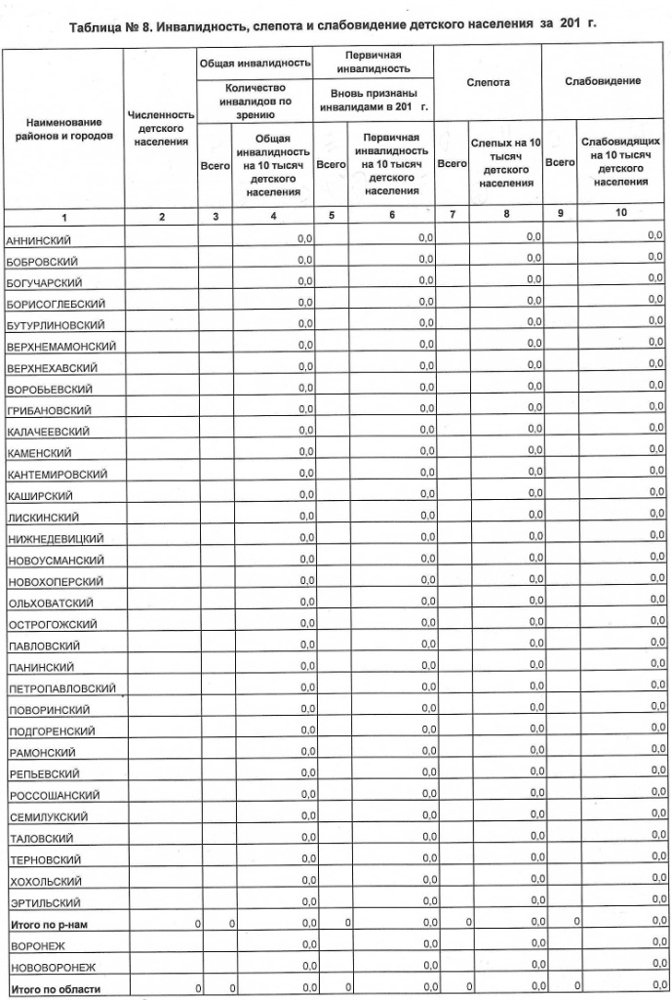 Таблица № 8. Инвалидность, слепота и слабовидение детского населения за 201 г.
Наименование районов и городов
Численность детского населения
Общая инвалидность
Первичная инвалидность
Слепота
Слабовидение
Количество инвалидов по зрению
Вновь признаны инвалидами в 201 г.
Всего
Общая инвалидность на 10 тысяч детского населения
Всего
Первичная инвалидность на 10 тысяч детского населения
Всего
Слепых на 10 тысяч детского населения
Всего
Слабовидящих на 10 тысяч детского населения
1 2 3 4 5 6 7 8 9 10
АННИНСКИЙ 0,0 0,0 0,0 0,0
БОБРОВСКИЙ 0,0 0,0 0,0 0,0
БОГУЧАРСКИЙ 0,0 0,0 0,0 0,0
БОРИСОГЛЕБСКИЙ 0,0 0,0 0,0 0,0
БУТУРЛИНОВСКИЙ 0,0 0,0 0,0 0,0
ВЕРХНЕМАМОНСКИЙ 0,0 0,0 0,0 0,0
ВЕРХНЕХАВСКИЙ 0,0 0,0 0,0 0,0
ВОРОБЬЕВСКИЙ 0,0 0,0 0,0 0,0
ГРИБАНОВСКИЙ 0,0 0,0 0,0 0,0
КАЛАЧЕЕВСКИЙ 0,0 0,0 0,0 0,0
КАМЕНСКИЙ 0,0 0,0 0,0 0,0
КАНТЕМИРОВСКИЙ 0,0 0,0 0,0 0,0
КАШИРСКИЙ 0,0 0,0 0,0 0,0
ЛИСКИНСКИЙ 0,0 0,0 0,0 0,0
НИЖНЕДЕВИЦКИЙ 0,0 0,0 0,0 0,0
НОВОУСМАНСКИЙ 0,0 0,0 0,0 0,0
НОВОХОПЕРСКИЙ 0,0 0,0 0,0 0,0
ОЛЬХОВАТСКИЙ 0,0 0,0 0,0 0,0
ОСТРОГОЖСКИЙ 0,0 0,0 0,0 0,0
ПАВЛОВСКИЙ 0,0 0,0 0,0 0,0
ПАНИНСКИЙ 0,0 0,0 0,0 0,0
ПЕТРОПАВЛОВСКИЙ 0,0 0,0 0,0 0,0
ПОВОРИНСКИЙ 0,0 0,0 0,0 0,0
ПОДГОРЕНСКИЙ 0,0 0,0 0,0 0,0
РАМОНСКИЙ 0,0 0,0 0,0 0,0
РЕПЬЕВСКИЙ 0,0 0,0 0,0 0,0
РОССОШАНСКИЙ 0,0 0,0 0,0 0,0
СЕМИЛУКСКИЙ 0,0 0,0 0,0 0,0
ТАЛОВСКИЙ 0,0 0,0 0,0 0,0
ТЕРНОВСКИЙ 0,0 0,0 0,0 0,0
ХОХОЛЬСКИЙ 0,0 0,0 0,0 0,0
ЭРТИЛЬСКИЙ 0,0 0,0 0,0 0,0
Итого по р-нам 0 0 0,0 0 0,0 0 0,0 0 0,0
ВОРОНЕЖ 0,0 0,0 0,0 0,0
НОВОВОРОНЕЖ 0,0 0,0 0,0 0,0
Итого по области 0 0 0,0 0 0,0 0 0,0 0 0,0